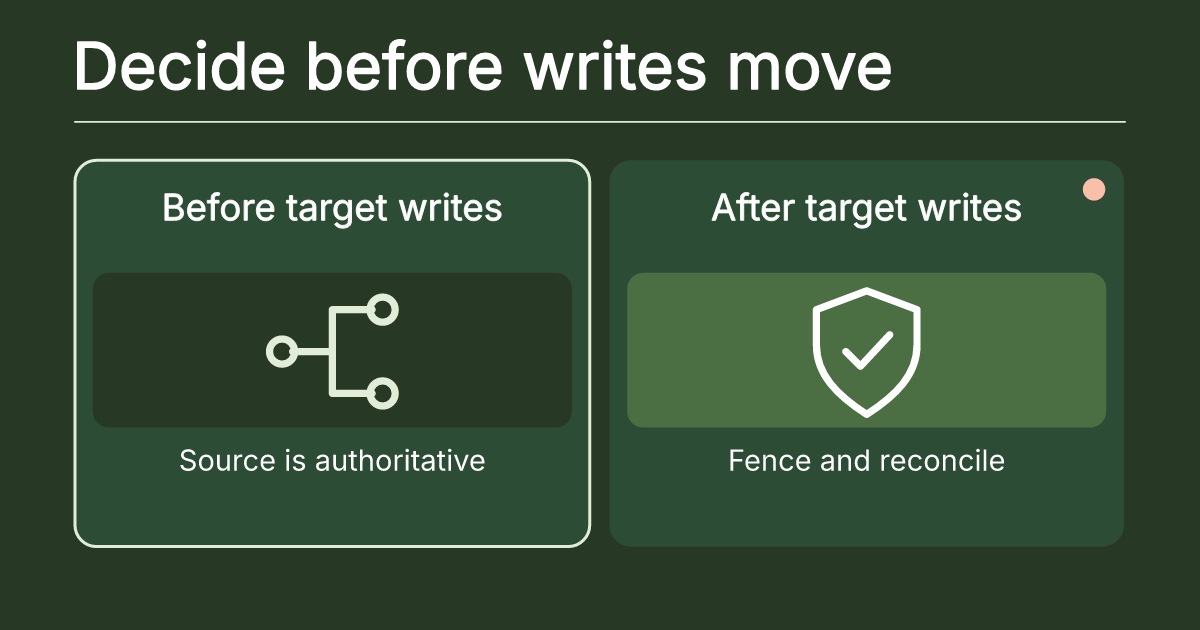 Decide before writes move
Before target writes
After target writes
Source is authoritative
Fence and reconcile